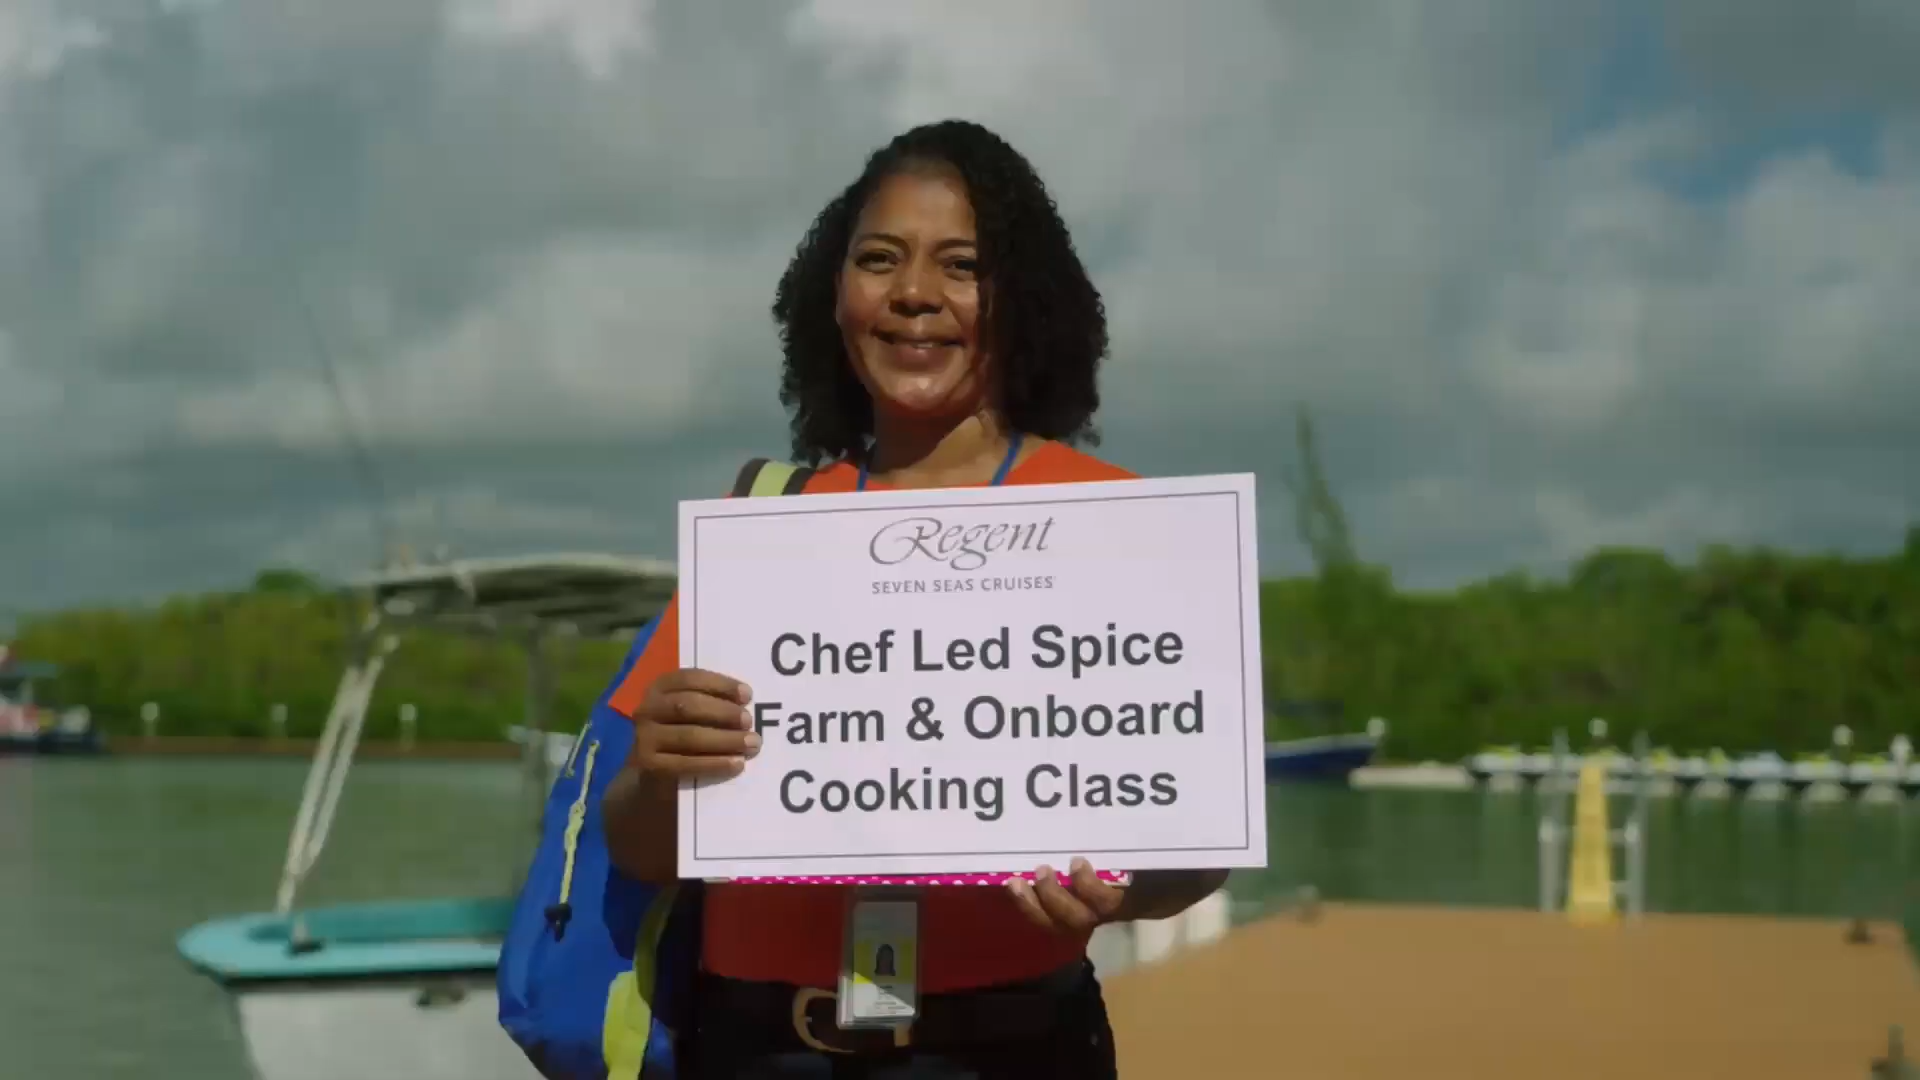 Regent
SEVEN SEAS CRUISES
Chef Led Spice
Farm & Onboard
Cooking Class